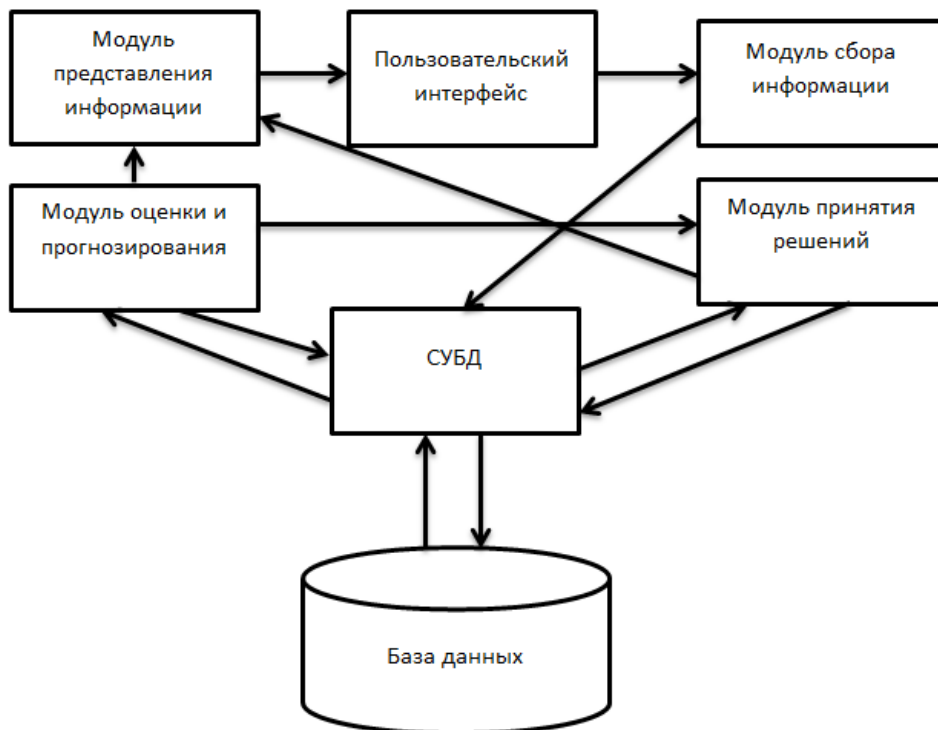 Модуль
представления
информации
Пользовательский
интерфейс
Модуль сбора
информации
Модуль оценки и
прогнозирования
Модуль принятия
решений
СУБД
База данных